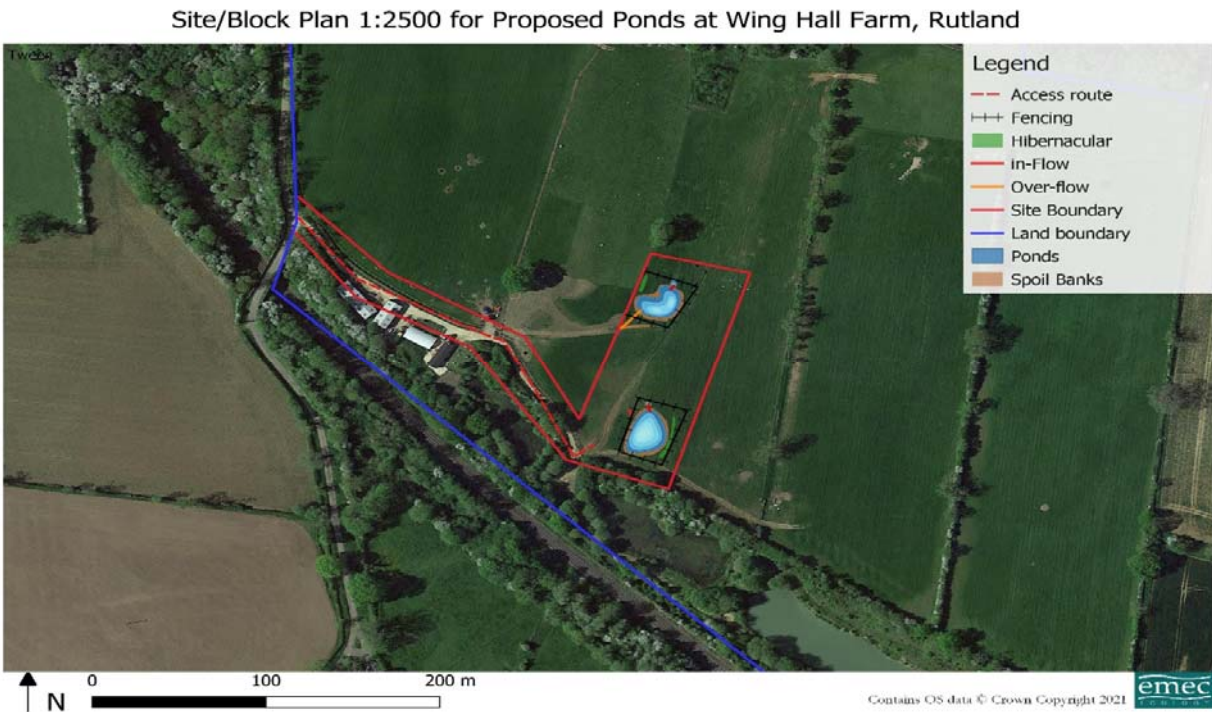 Site/Block Plan 1:2500 for Proposed Ponds at Wing Hall Farm, Rutland
Legend
Access route
Fencing
Hibernacular
in-Flow
Over-flow
Site Boundary
Land boundary
Ponds
Spoil Banks
N
0 100 200 m
Contains OS data © Crown Copyright 2021
emec